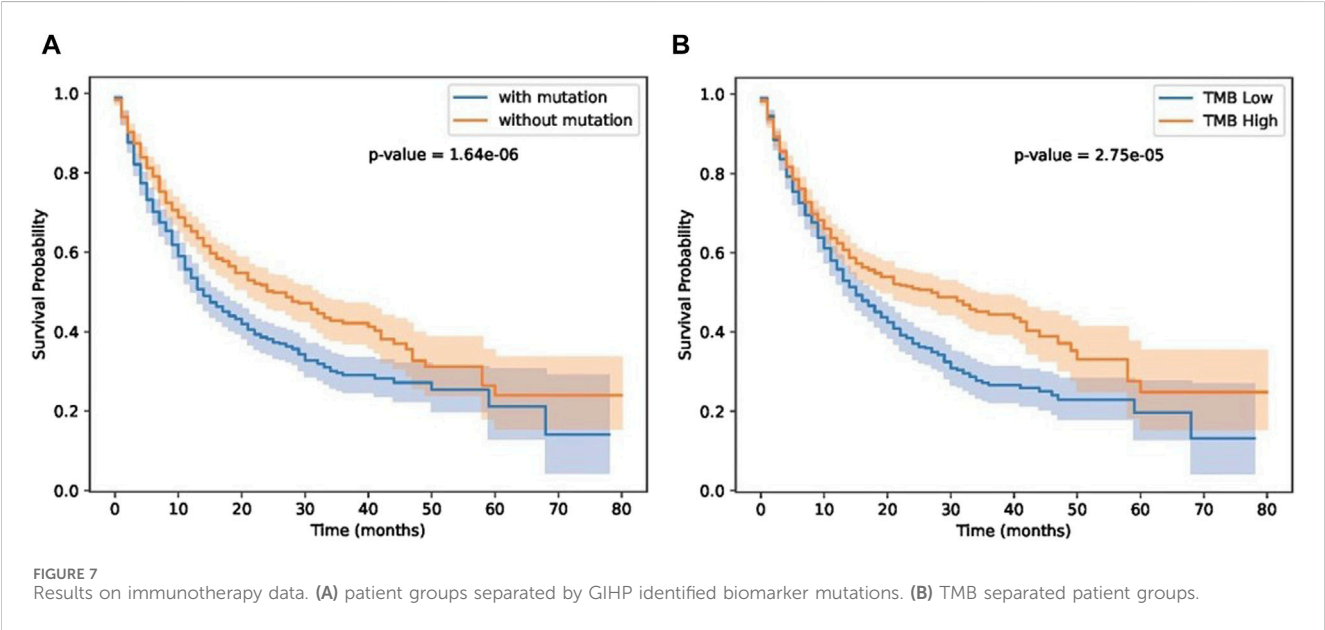 A
B
with mutation
without mutation
p-value = 1.64e-06
1.0
0.8
0.6
0.4
0.2
0.0
Survival Probability
0 10 20 30 40 50 60 70 80
Time (months)
TMB Low
TMB High
p-value = 2.75e-05
1.0
0.8
0.6
0.4
0.2
0.0
Survival Probability
0 10 20 30 40 50 60 70 80
Time (months)
FIGURE 7
Results on immunotherapy data. (A) patient groups separated by GIHP identified biomarker mutations. (B) TMB separated patient groups.